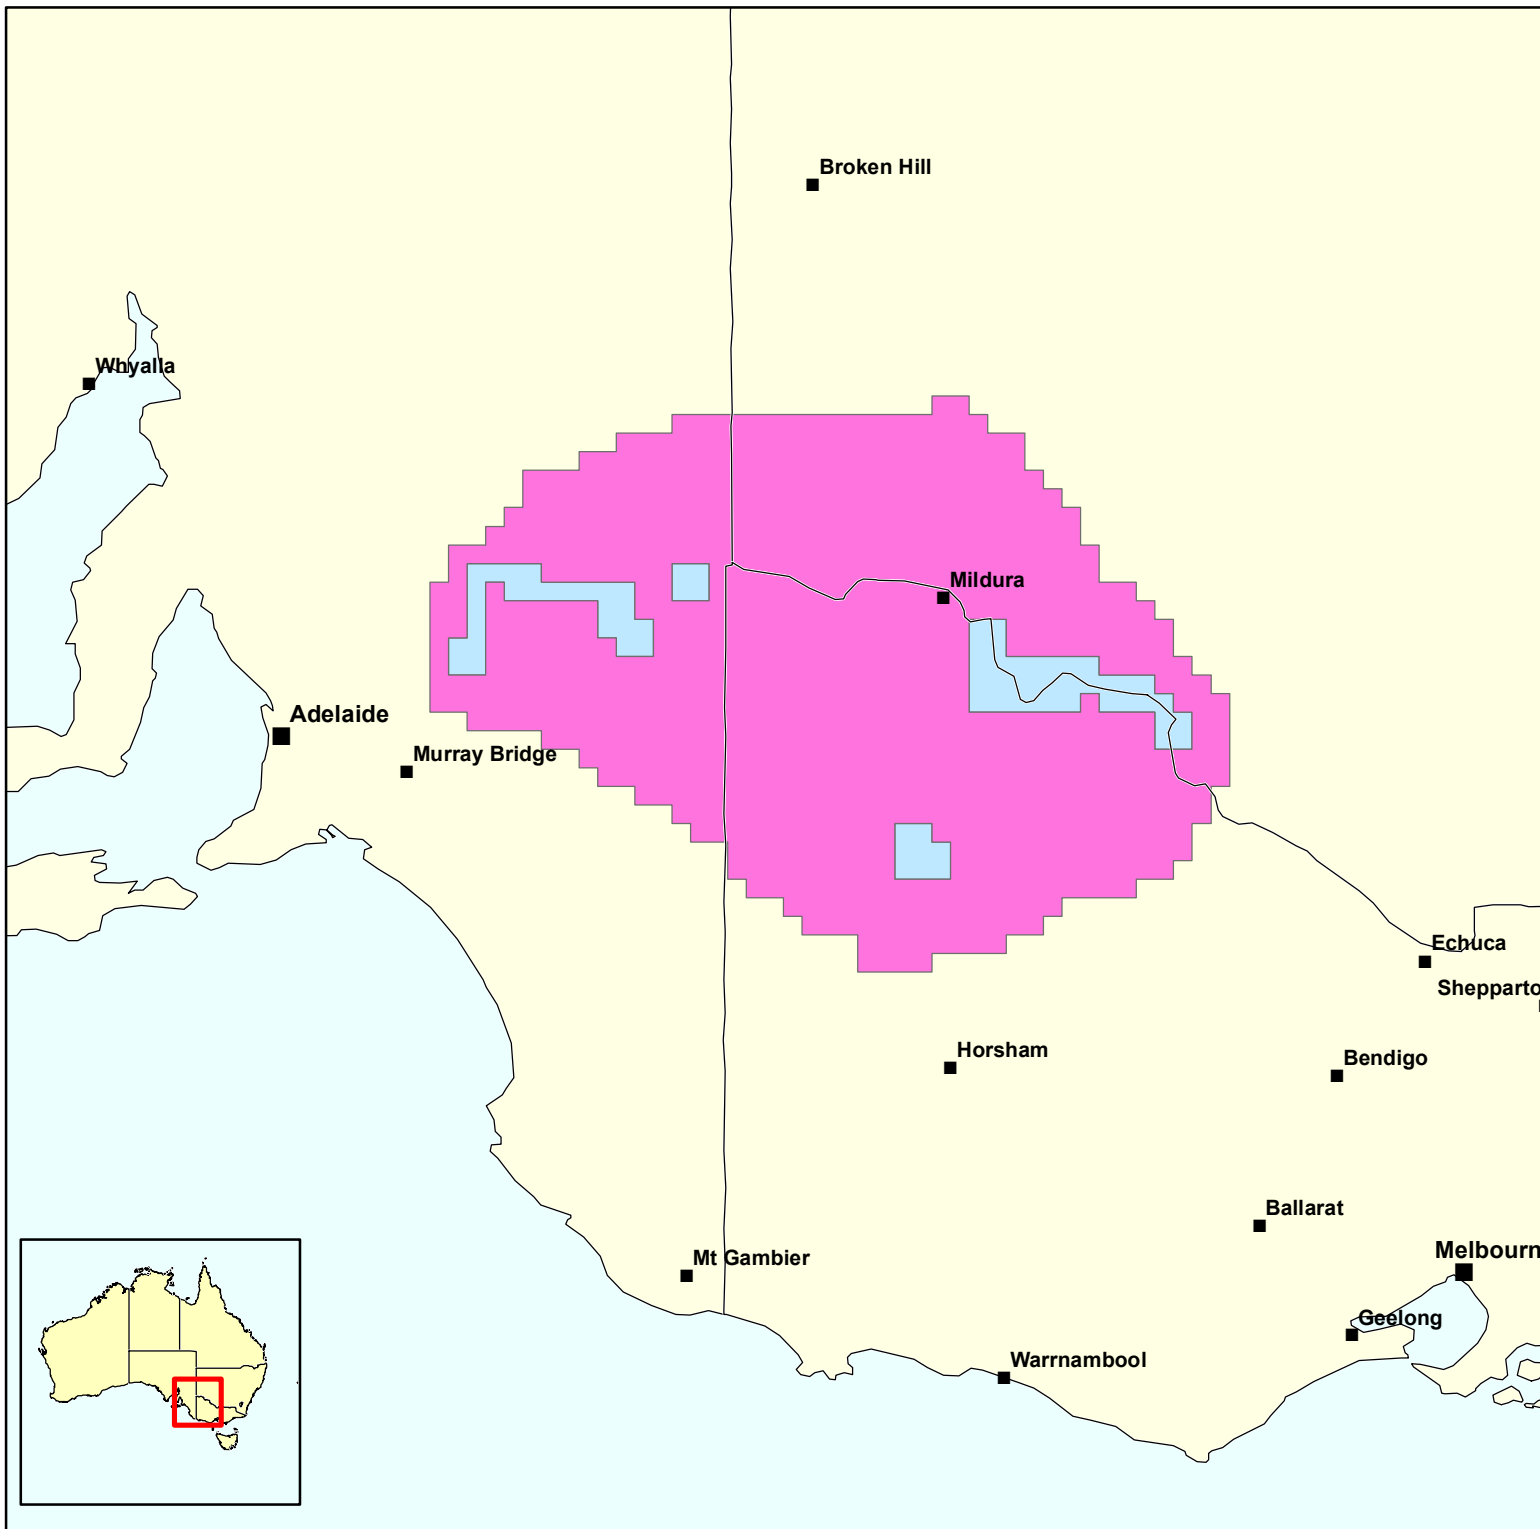 Broken Hill
Whyalla
Mildura
Adelaide
Murray Bridge
Echuca
Shepparto
Horsham
Bendigo
Ballarat
Melbourn
Mt Gambier
Geelong
Warrnambool